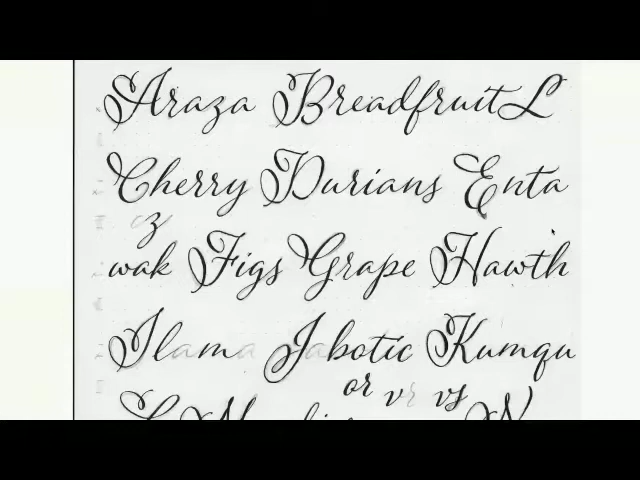 Araza Breadfruit L
Cherry Durians Enta
z
wak Figs Grape Hawth
Ilama Jabotic Kumqu
or vr vs